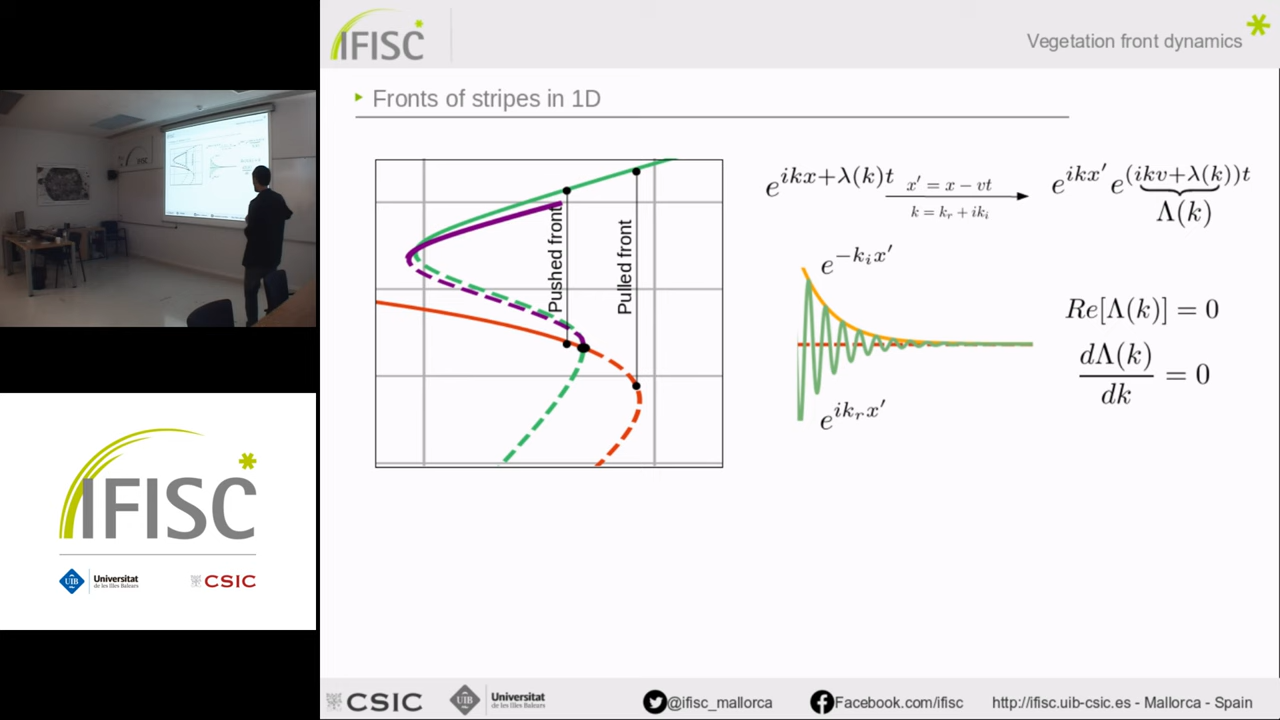 IFISC
Vegetation front dynamics
Fronts of stripes in 1D
Pushed front
Pulled front
e^{ikx+λ(k)t}
x′ = x − vt
k = k_r + ik_i
e^{ikx′} e^{(ikv+λ(k))t}
Λ(k)
e^{−k_i x′}
e^{ik_r x′}
Re[Λ(k)] = 0
dΛ(k)/dk = 0
IFISC
UIB
Universitat
de les Illes Balears
CSIC
CSIC
UIB
Universitat
de les Illes Balears
@ifisc_mallorca
Facebook.com/ifisc
http://ifisc.uib-csic.es - Mallorca - Spain